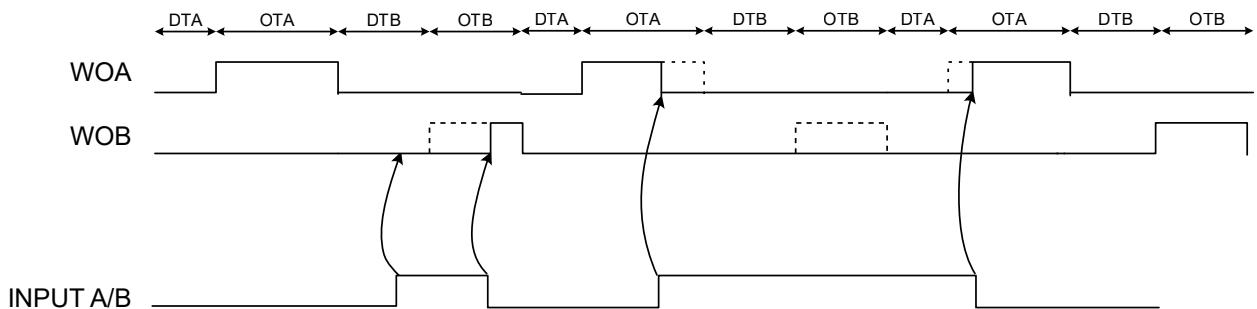 DTA OTA DTB OTB DTA OTA DTB OTB DTA OTA DTB OTB
WOA
WOB
INPUT A/B